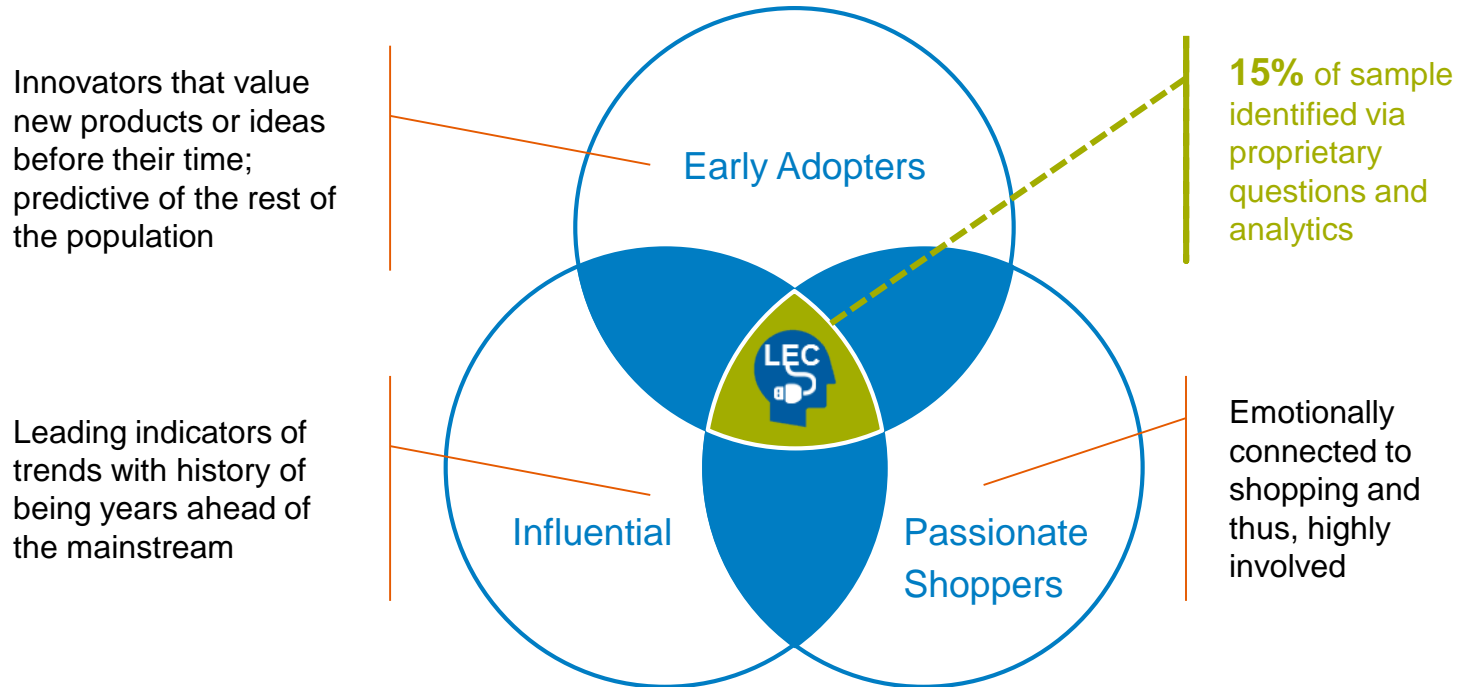 Innovators that value
new products or ideas
before their time;
predictive of the rest of
the population
Early Adopters
15% of sample
identified via
proprietary
questions and
analytics
LEC
Leading indicators of
trends with history of
being years ahead of
the mainstream
Influential
Passionate
Shoppers
Emotionally
connected to
shopping and
thus, highly
involved